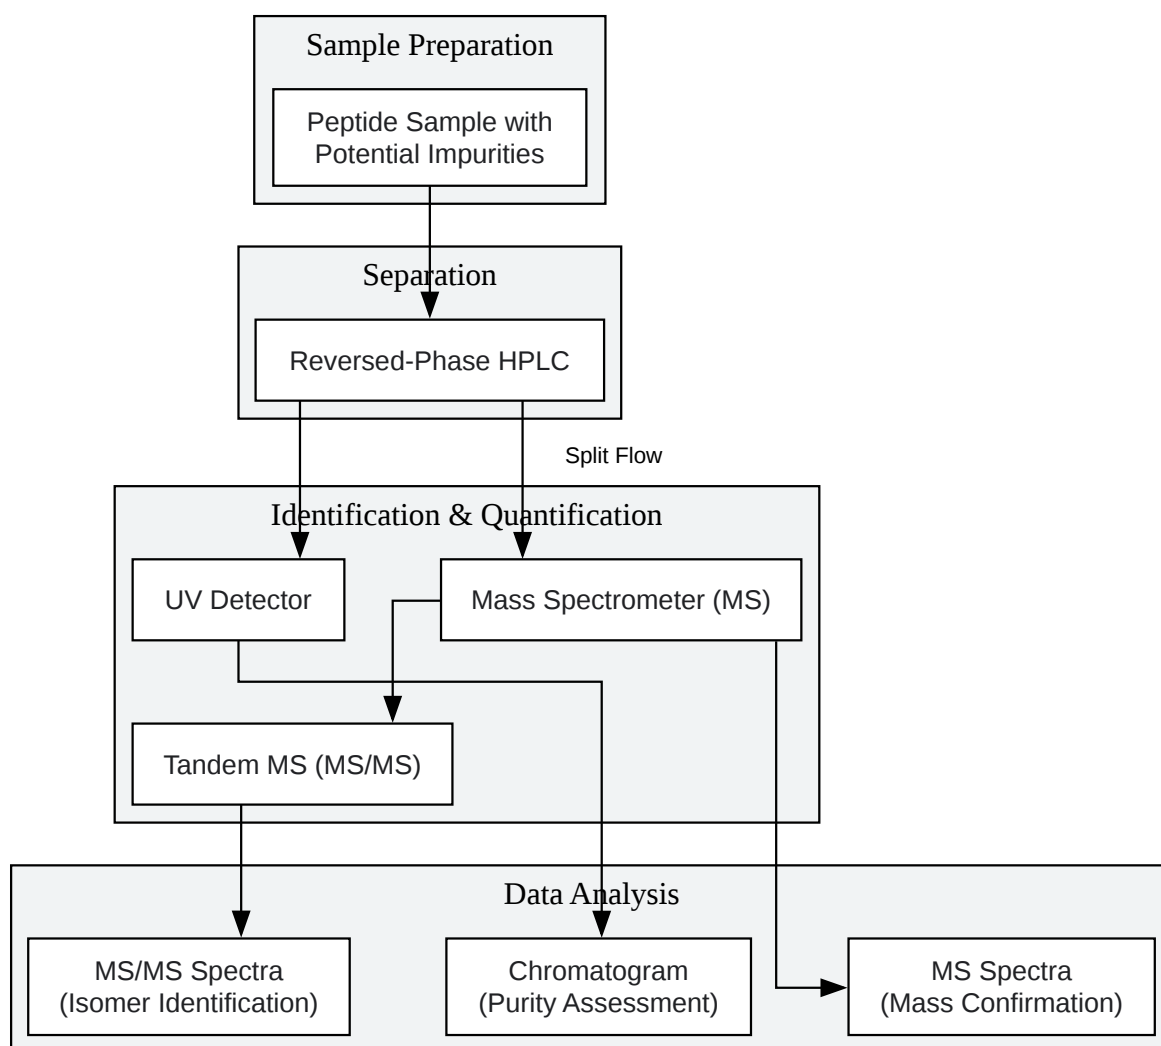 Sample Preparation
Peptide Sample with
Potential Impurities
Separation
Reversed-Phase HPLC
Split Flow
Identification & Quantification
UV Detector
Mass Spectrometer (MS)
Tandem MS (MS/MS)
Data Analysis
MS/MS Spectra
(Isomer Identification)
Chromatogram
(Purity Assessment)
MS Spectra
(Mass Confirmation)